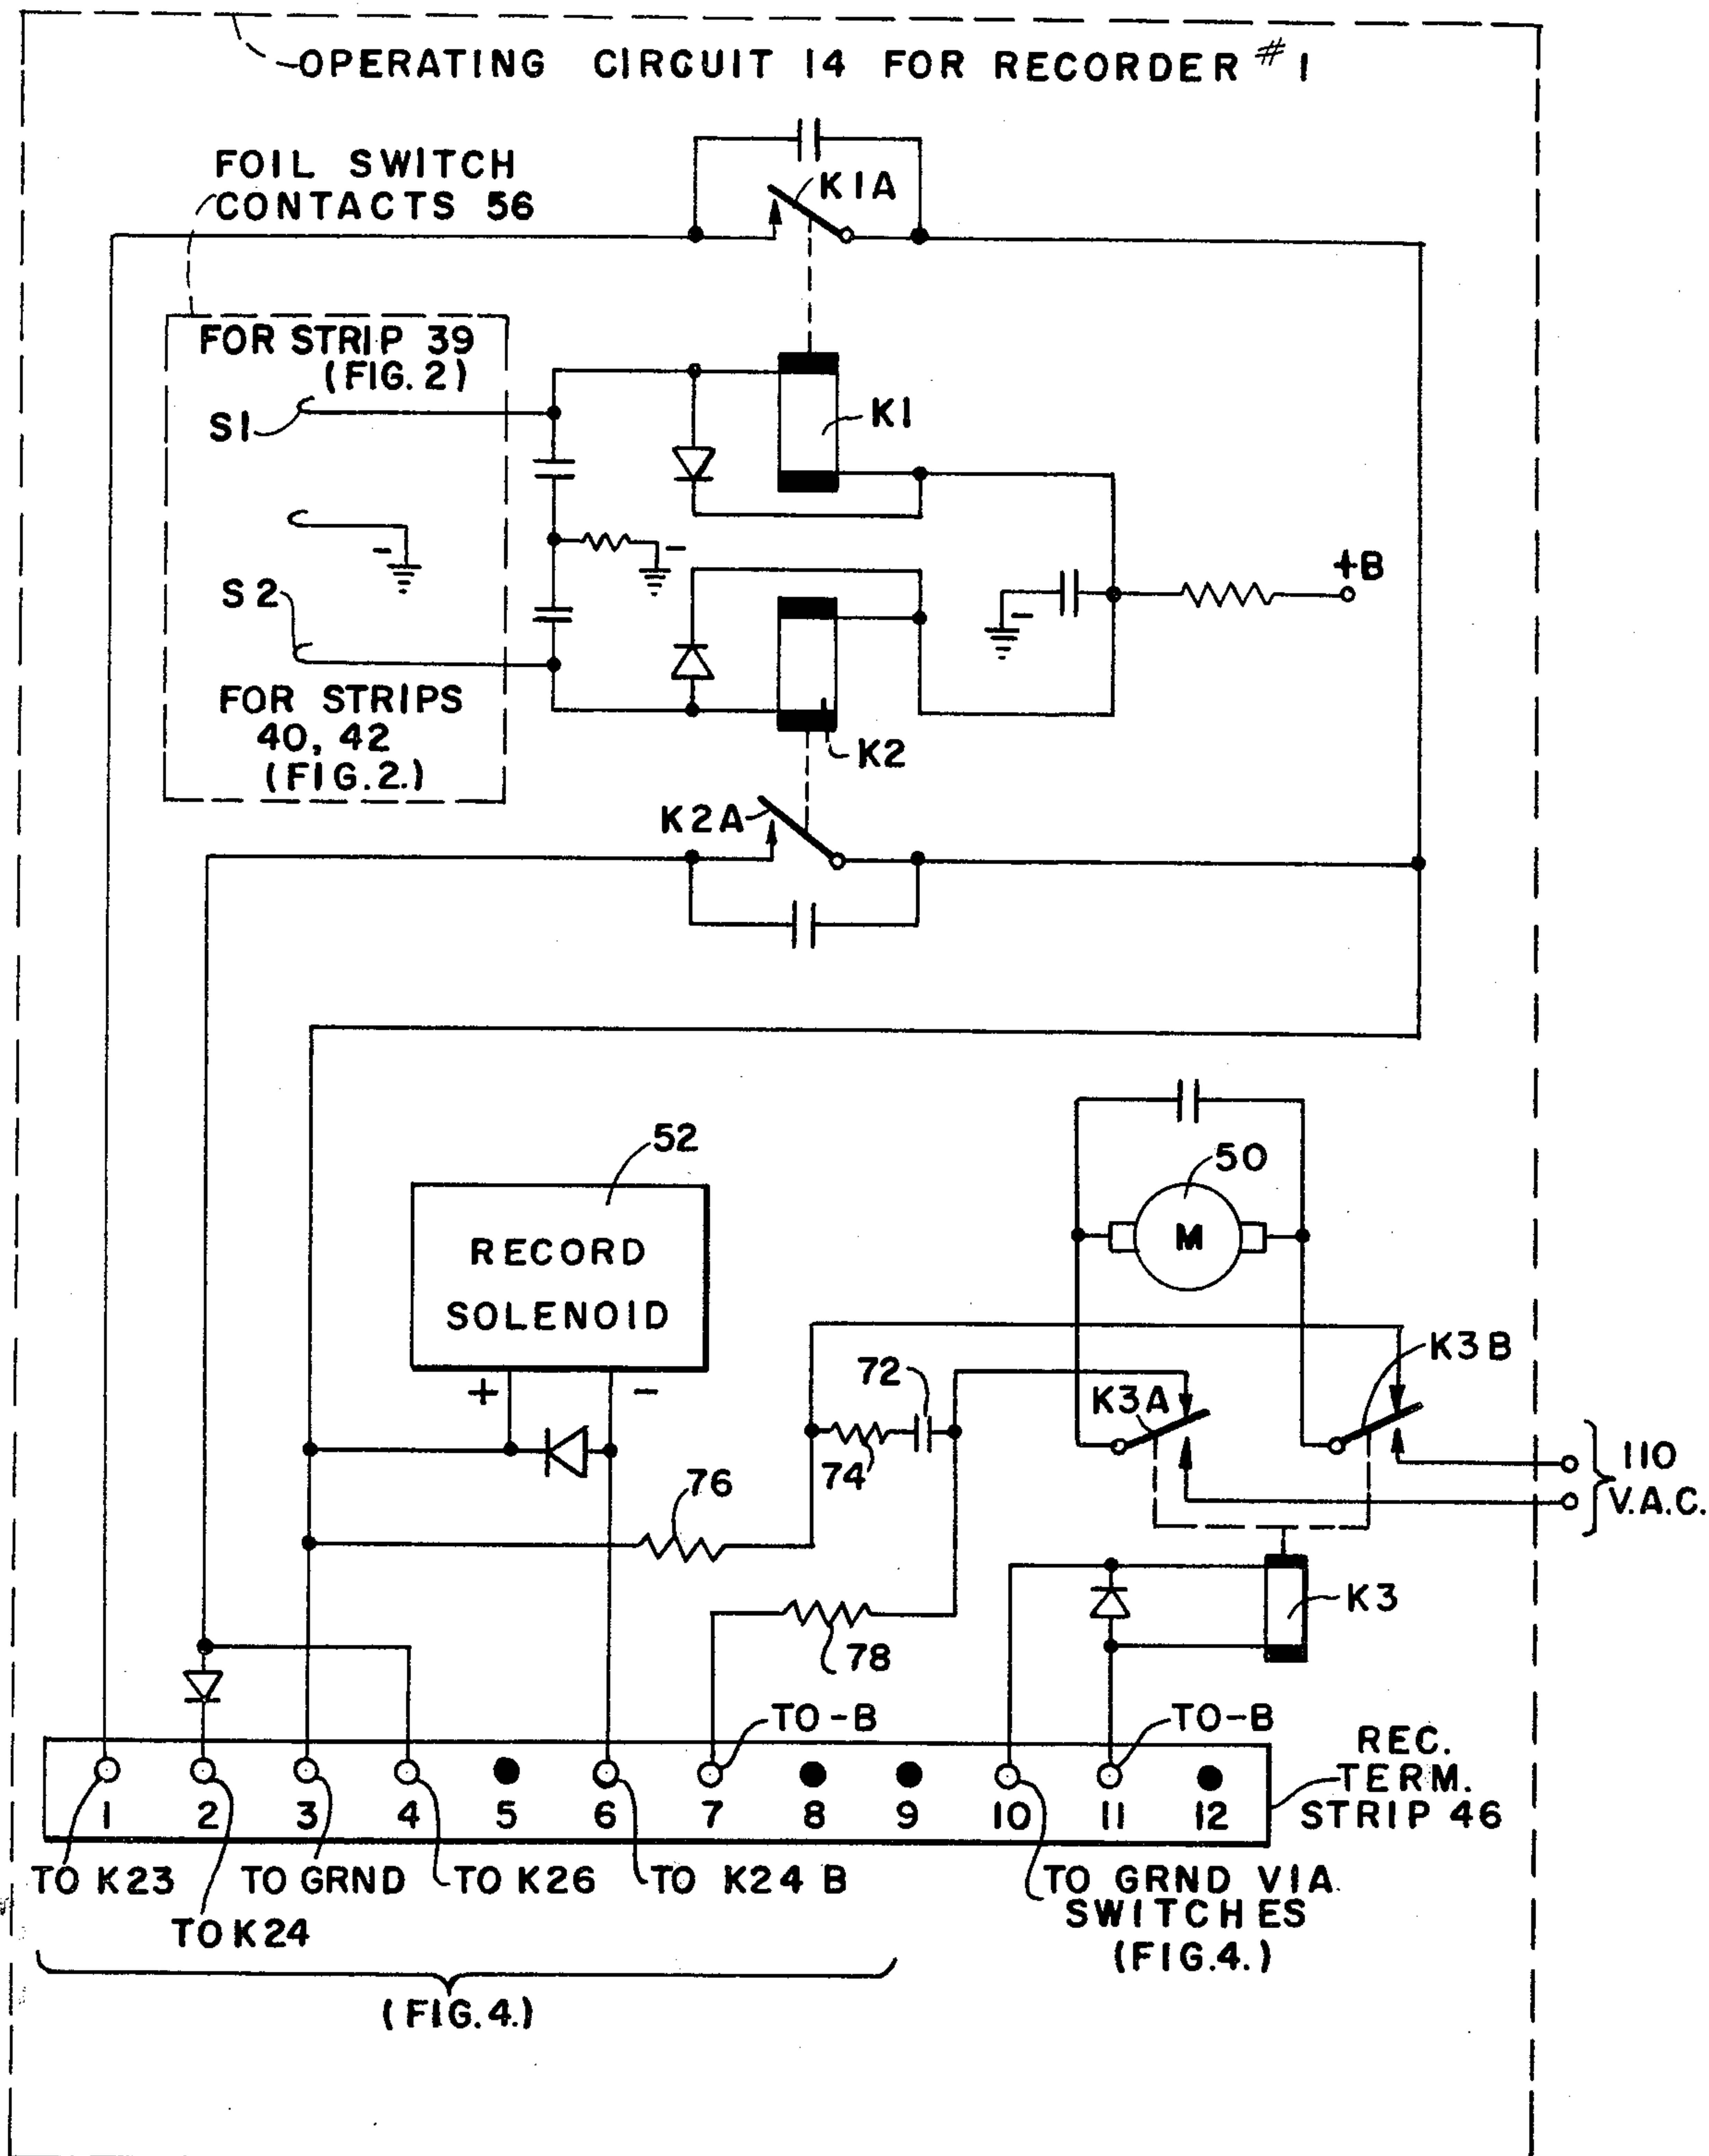 OPERATING CIRCUIT 14 FOR RECORDER #1
FOIL SWITCH
CONTACTS 56
K1A
FOR STRIP 39
(FIG. 2)
S1
K1
+B
-
-
-
S2
FOR STRIPS
40, 42
(FIG.2.)
K2
K2A
52
RECORD
SOLENOID
+
-
50
M
K3B
72
K3A
74
76
110
V.A.C.
78
K3
TO-B
TO-B
REC.
TERM.
STRIP 46
1 2 3 4 5 6 7 8 9 10 11 12
TO K23
TO K24
TO GRND
TO K26
TO K24 B
TO GRND VIA
SWITCHES
(FIG.4.)
(FIG.4.)